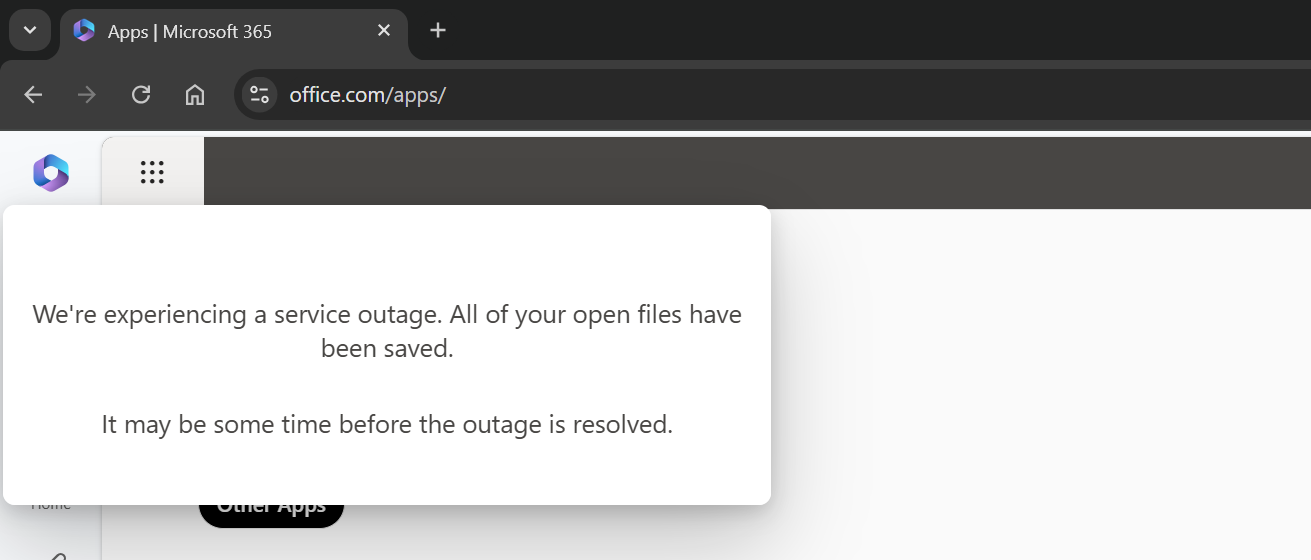 Apps | Microsoft 365
office.com/apps/
We're experiencing a service outage. All of your open files have
been saved.
It may be some time before the outage is resolved.
Home
Other Apps